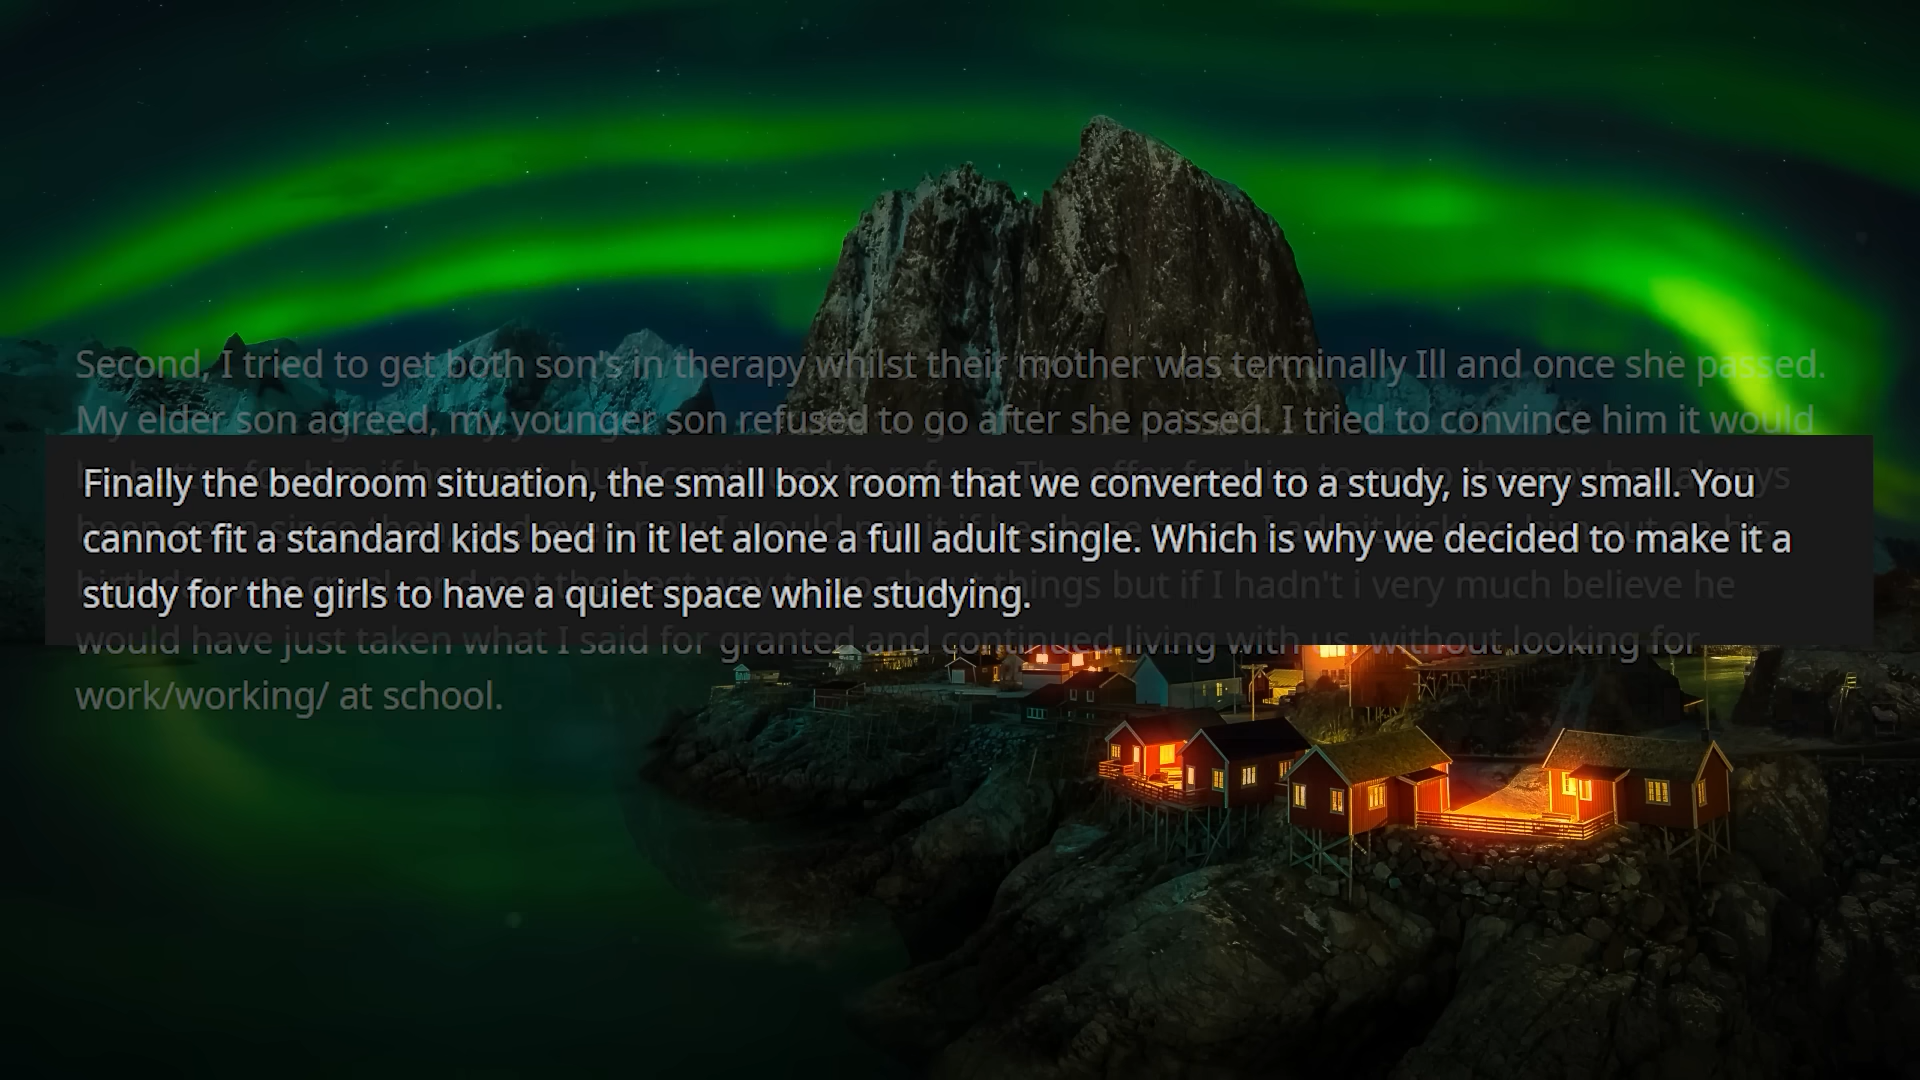 Second, I tried to get both son's in therapy whilst their mother was terminally Ill and once she passed.
My elder son agreed, my younger son refused to go after she passed. I tried to convince him it would
Finally the bedroom situation, the small box room that we converted to a study, is very small. You
cannot fit a standard kids bed in it let alone a full adult single. Which is why we decided to make it a
study for the girls to have a quiet space while studying.
things but if I hadn't i very much believe he
would have just taken what I said for granted and continued living with us, without looking for
work/working/ at school.